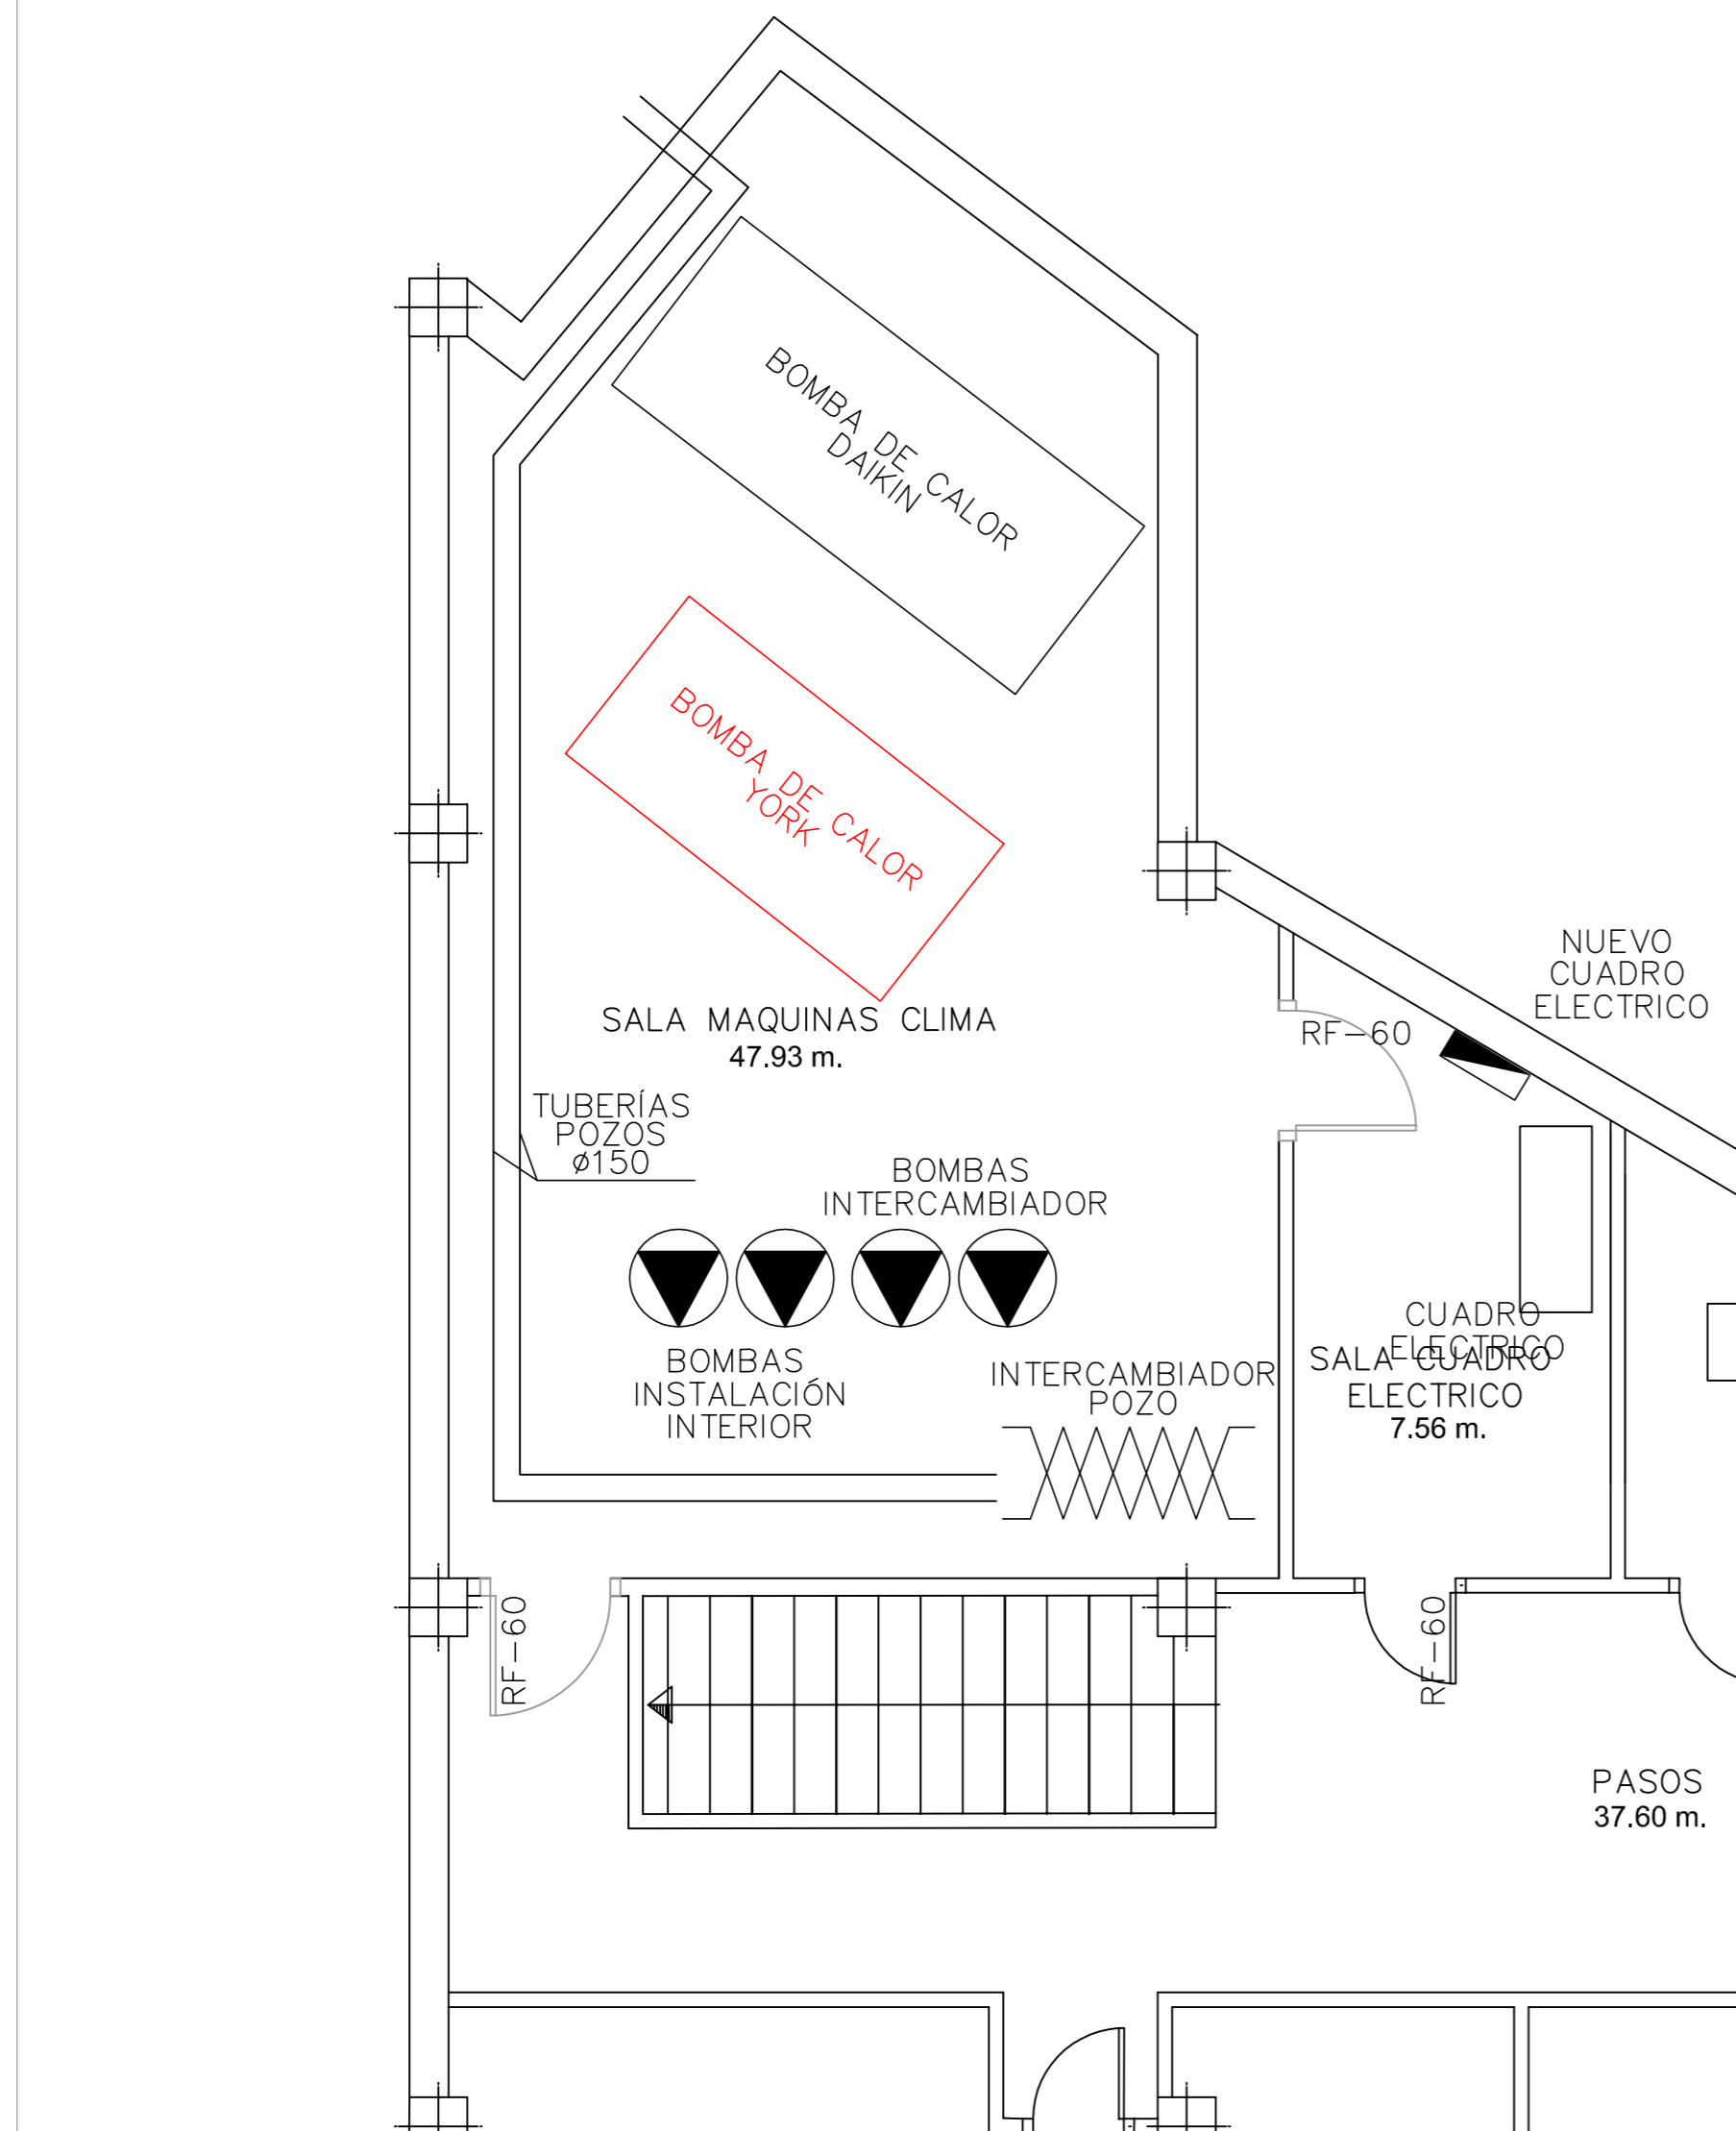 BOMBA DE CALOR
DAIKIN
BOMBA DE CALOR
YORK
NUEVO
CUADRO
ELECTRICO
SALA MAQUINAS CLIMA
47.93 m.
RF-60
TUBERÍAS
POZOS
ø150
BOMBAS
INTERCAMBIADOR
BOMBAS
INSTALACIÓN
INTERIOR
INTERCAMBIADOR
POZO
CUADRO
ELECTRICO
SALA CUADRO
ELECTRICO
7.56 m.
RF-60
RF-60
PASOS
37.60 m.